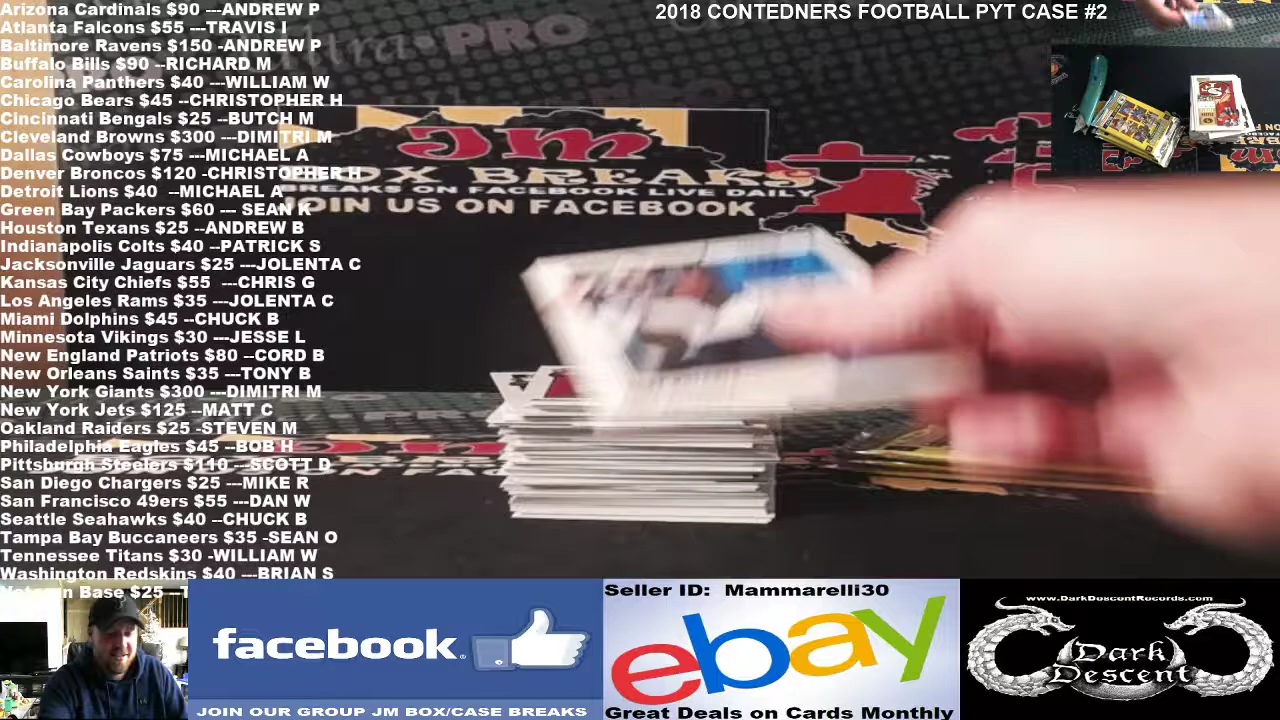 Arizona Cardinals $90 ---ANDREW P
Atlanta Falcons $55 ---TRAVIS I
Baltimore Ravens $150 -ANDREW P
Buffalo Bills $90 --RICHARD M
Carolina Panthers $40 ---WILLIAM W
Chicago Bears $45 --CHRISTOPHER H
Cincinnati Bengals $25 --BUTCH M
Cleveland Browns $300 ---DIMITRI M
Dallas Cowboys $75 ---MICHAEL A
Denver Broncos $120 -CHRISTOPHER H
Detroit Lions $40 --MICHAEL A
Green Bay Packers $60 --- SEAN K
Houston Texans $25 --ANDREW B
Indianapolis Colts $40 --PATRICK S
Jacksonville Jaguars $25 ---JOLENTA C
Kansas City Chiefs $55 ---CHRIS G
Los Angeles Rams $35 ---JOLENTA C
Miami Dolphins $45 --CHUCK B
Minnesota Vikings $30 ---JESSE L
New England Patriots $80 --CORD B
New Orleans Saints $35 ---TONY B
New York Giants $300 ---DIMITRI M
New York Jets $125 --MATT C
Oakland Raiders $25 -STEVEN M
Philadelphia Eagles $45 --BOB H
Pittsburgh Steelers $110 ---SCOTT D
San Diego Chargers $25 ---MIKE R
San Francisco 49ers $55 ---DAN W
Seattle Seahawks $40 --CHUCK B
Tampa Bay Buccaneers $35 -SEAN O
Tennessee Titans $30 -WILLIAM W
Washington Redskins $40 ---BRIAN S
Base $25
2018 CONTEDNERS FOOTBALL PYT CASE #2
PRO
Jm
BREAKS
BREAKS ON FACEBOOK LIVE DAILY
JOIN US ON FACEBOOK
facebook
JOIN OUR GROUP JM BOX/CASE BREAKS
Seller ID: Mammarelli30
ebay
Great Deals on Cards Monthly
www.DarkDescentRecords.com
Dark
Descent